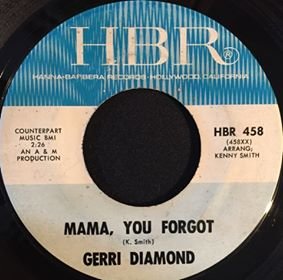 HBR®
HANNA-BARBERA RECORDS · HOLLYWOOD, CALIFORNIA
COUNTERPART
MUSIC BMI
2:26
AN A & M
PRODUCTION
HBR 458
(458XX)
ARRANG;
KENNY SMITH
MAMA, YOU FORGOT
(K. Smith)
GERRI DIAMOND